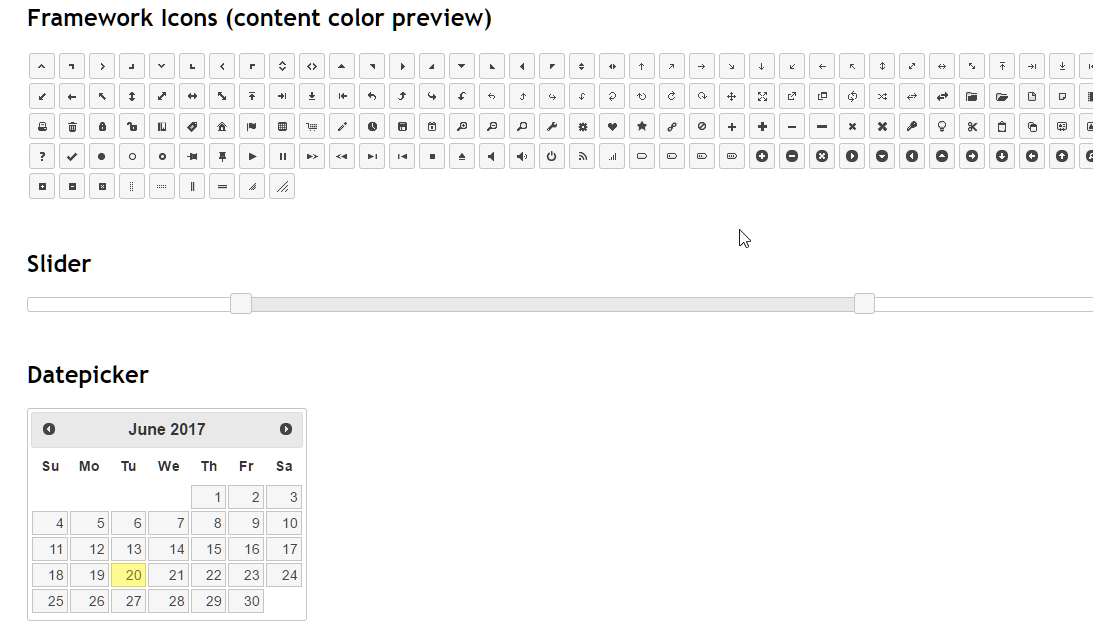 Framework Icons (content color preview)
?
Slider
Datepicker
June 2017
Su Mo Tu We Th Fr Sa
1 2 3
4 5 6 7 8 9 10
11 12 13 14 15 16 17
18 19 20 21 22 23 24
25 26 27 28 29 30